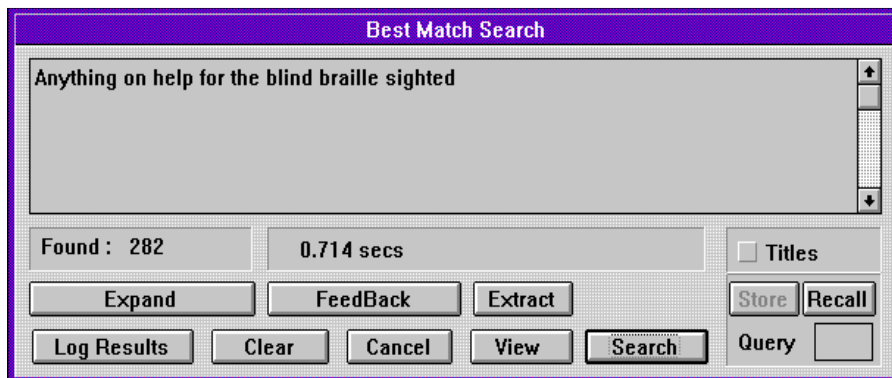 Best Match Search
Anything on help for the blind braille sighted
Found : 282
0.714 secs
Titles
Expand
FeedBack
Extract
Store
Recall
Log Results
Clear
Cancel
View
Search
Query